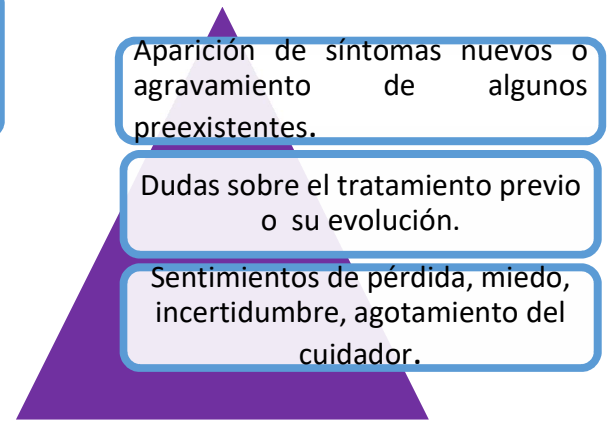 Aparición de síntomas nuevos o
agravamiento de algunos
preexistentes.
Dudas sobre el tratamiento previo
o su evolución.
Sentimientos de pérdida, miedo,
incertidumbre, agotamiento del
cuidador.